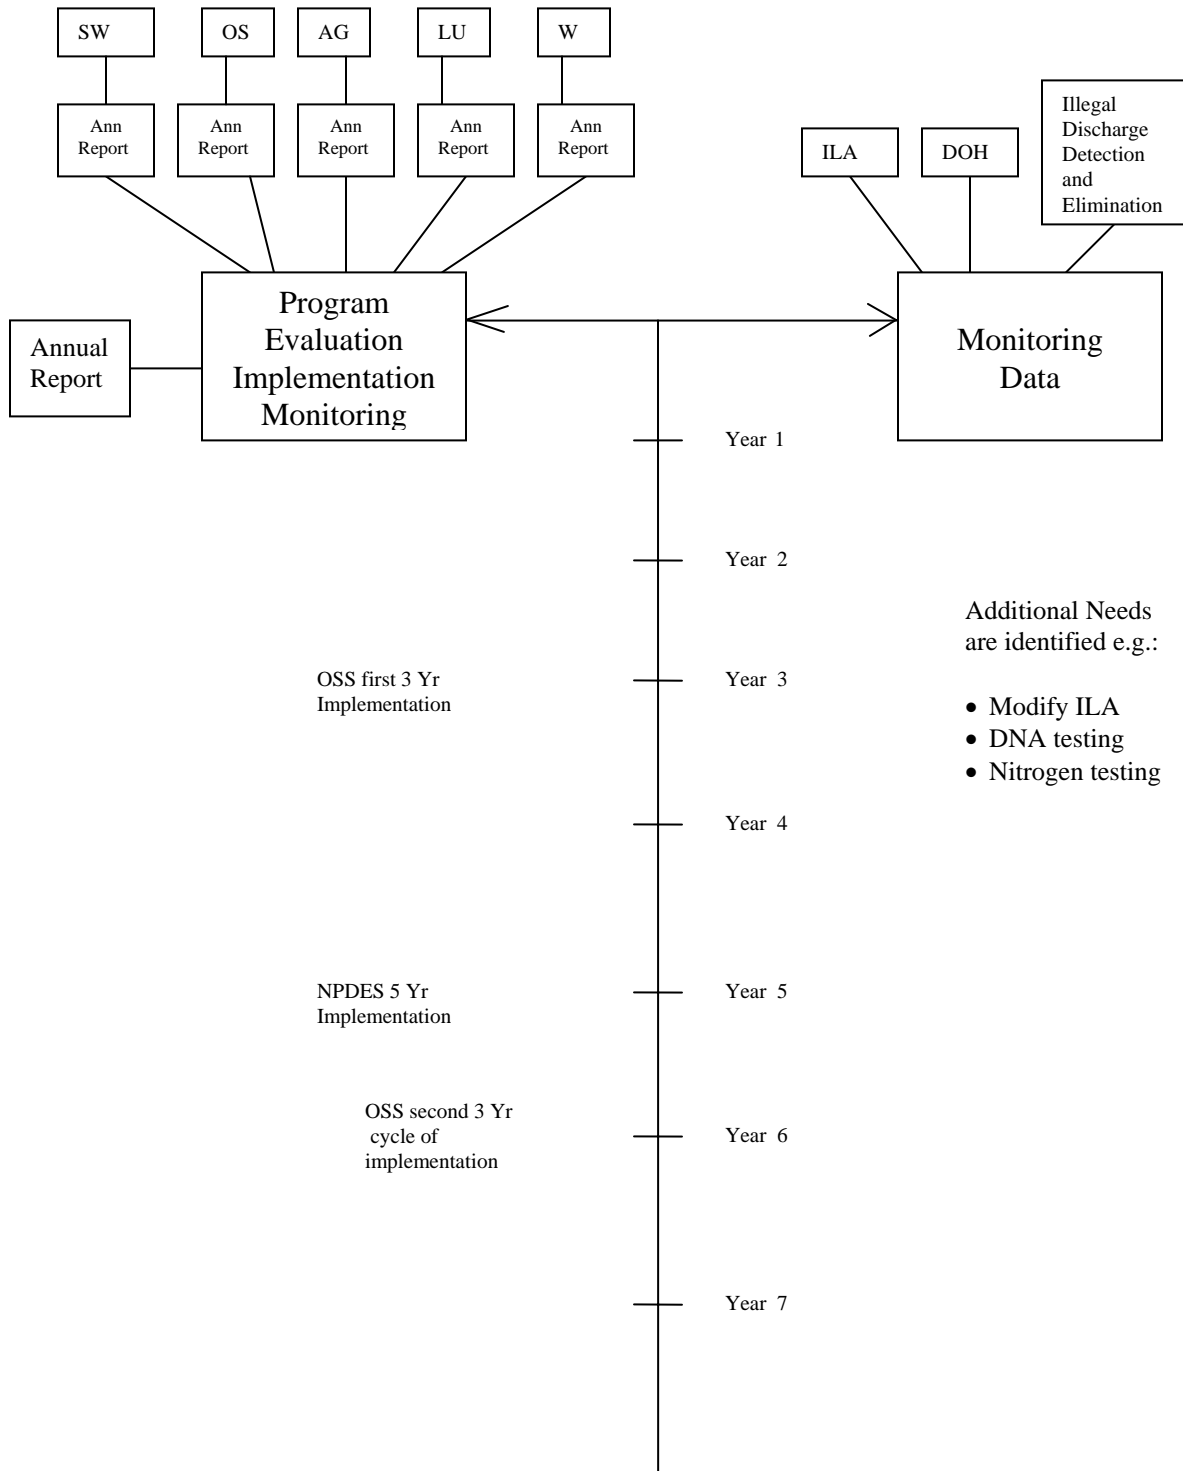 SW
OS
AG
LU
W
Ann
Report
Ann
Report
Ann
Report
Ann
Report
Ann
Report
ILA
DOH
Illegal
Discharge
Detection
and
Elimination
Annual
Report
Program
Evaluation
Implementation
Monitoring
Monitoring
Data
Year 1
Year 2
OSS first 3 Yr
Implementation
Year 3
Additional Needs
are identified e.g.:
• Modify ILA
• DNA testing
• Nitrogen testing
Year 4
NPDES 5 Yr
Implementation
Year 5
OSS second 3 Yr
cycle of
implementation
Year 6
Year 7